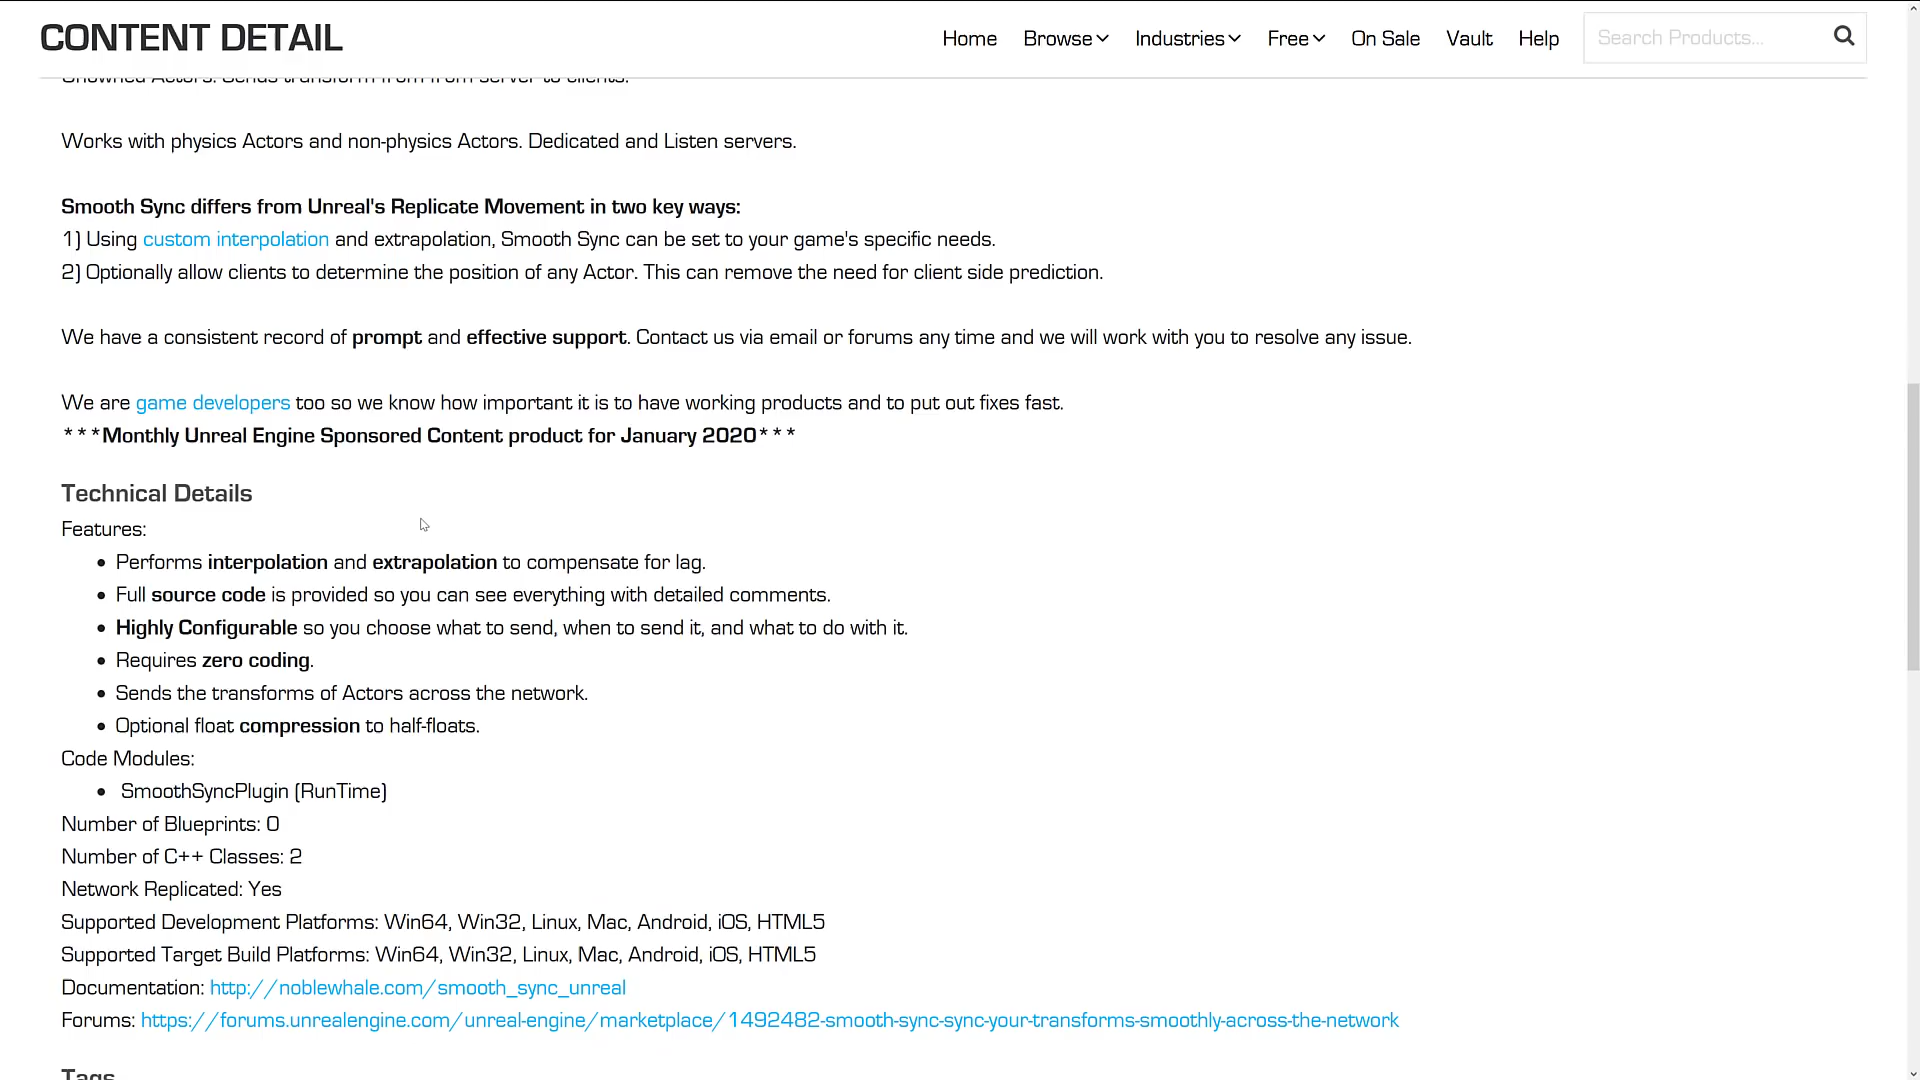 CONTENT DETAIL
Home Browse Industries Free On Sale Vault Help Search Products...
Unowned Actors: Sends transform from from server to clients.
Works with physics Actors and non-physics Actors. Dedicated and Listen servers.
Smooth Sync differs from Unreal's Replicate Movement in two key ways:
1) Using custom interpolation and extrapolation, Smooth Sync can be set to your game's specific needs.
2) Optionally allow clients to determine the position of any Actor. This can remove the need for client side prediction.
We have a consistent record of prompt and effective support. Contact us via email or forums any time and we will work with you to resolve any issue.
We are game developers too so we know how important it is to have working products and to put out fixes fast.
***Monthly Unreal Engine Sponsored Content product for January 2020***
Technical Details
Features:
• Performs interpolation and extrapolation to compensate for lag.
• Full source code is provided so you can see everything with detailed comments.
• Highly Configurable so you choose what to send, when to send it, and what to do with it.
• Requires zero coding.
• Sends the transforms of Actors across the network.
• Optional float compression to half-floats.
Code Modules:
• SmoothSyncPlugin (RunTime)
Number of Blueprints: 0
Number of C++ Classes: 2
Network Replicated: Yes
Supported Development Platforms: Win64, Win32, Linux, Mac, Android, iOS, HTML5
Supported Target Build Platforms: Win64, Win32, Linux, Mac, Android, iOS, HTML5
Documentation: http://noblewhale.com/smooth_sync_unreal
Forums: https://forums.unrealengine.com/unreal-engine/marketplace/1492482-smooth-sync-sync-your-transforms-smoothly-across-the-network
Tags